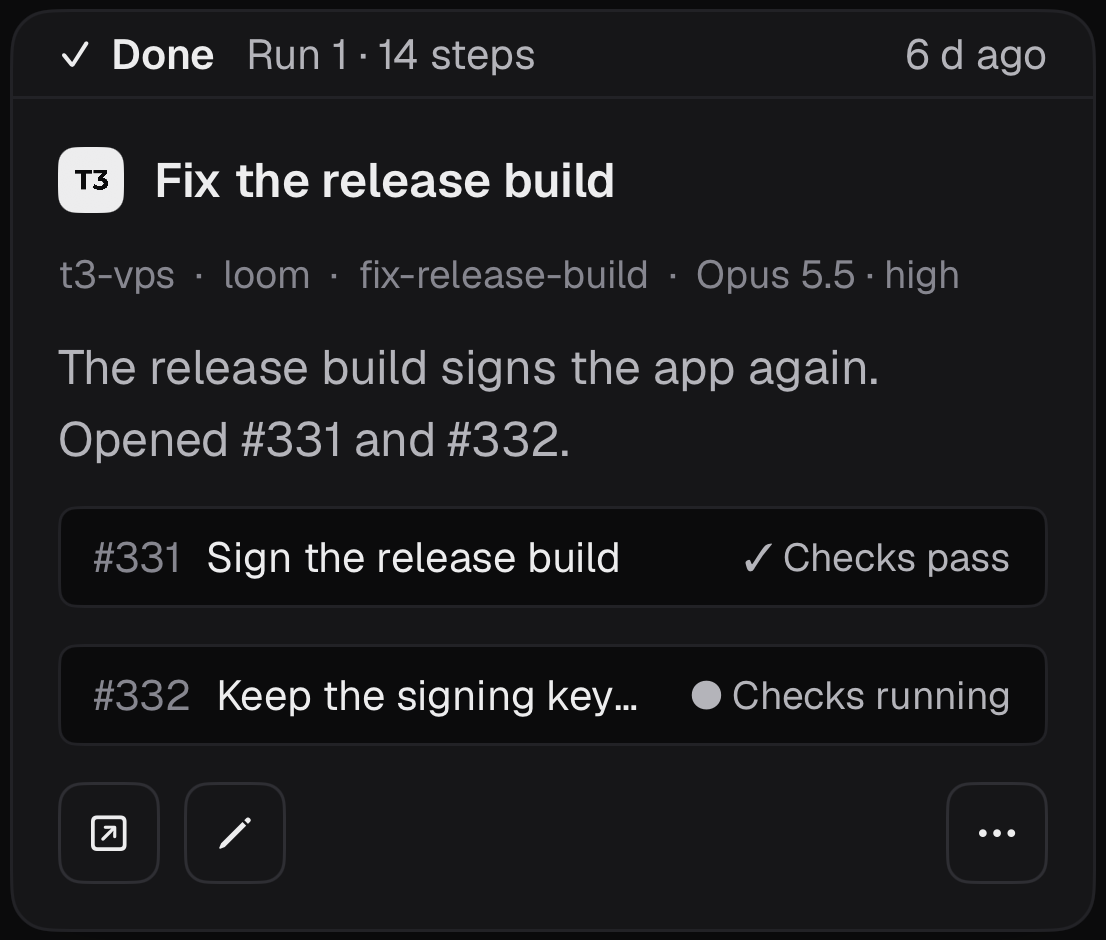 ✓ Done Run 1 · 14 steps 6 d ago
T3 Fix the release build
t3-vps · loom · fix-release-build · Opus 5.5 · high
The release build signs the app again.
Opened #331 and #332.
#331 Sign the release build ✓ Checks pass
#332 Keep the signing key… ● Checks running